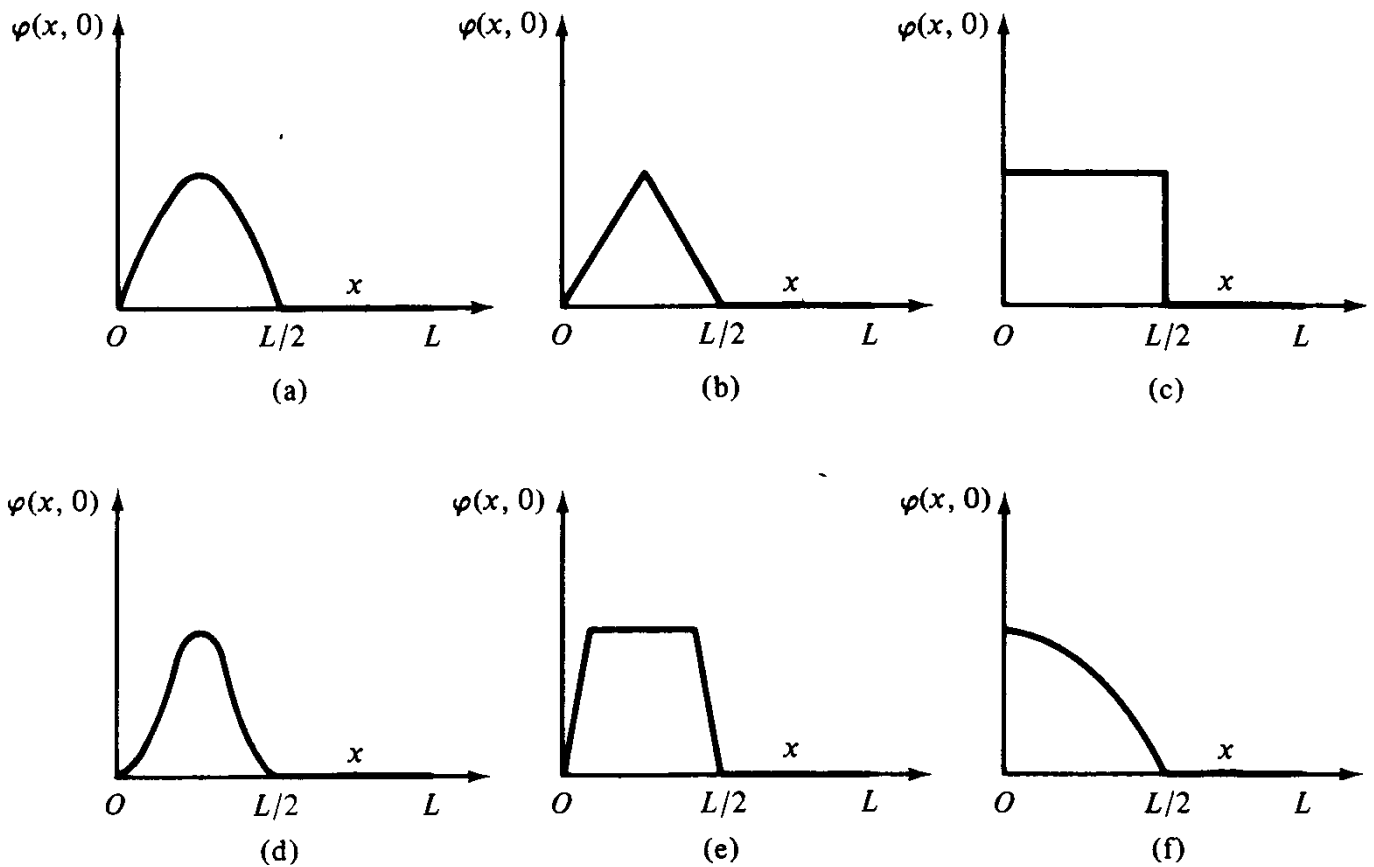 φ(x, 0) φ(x, 0) φ(x, 0)
x x x
O L/2 L O L/2 L O L/2 L
(a) (b) (c)
φ(x, 0) φ(x, 0) φ(x, 0)
x x x
O L/2 L O L/2 L O L/2 L
(d) (e) (f)